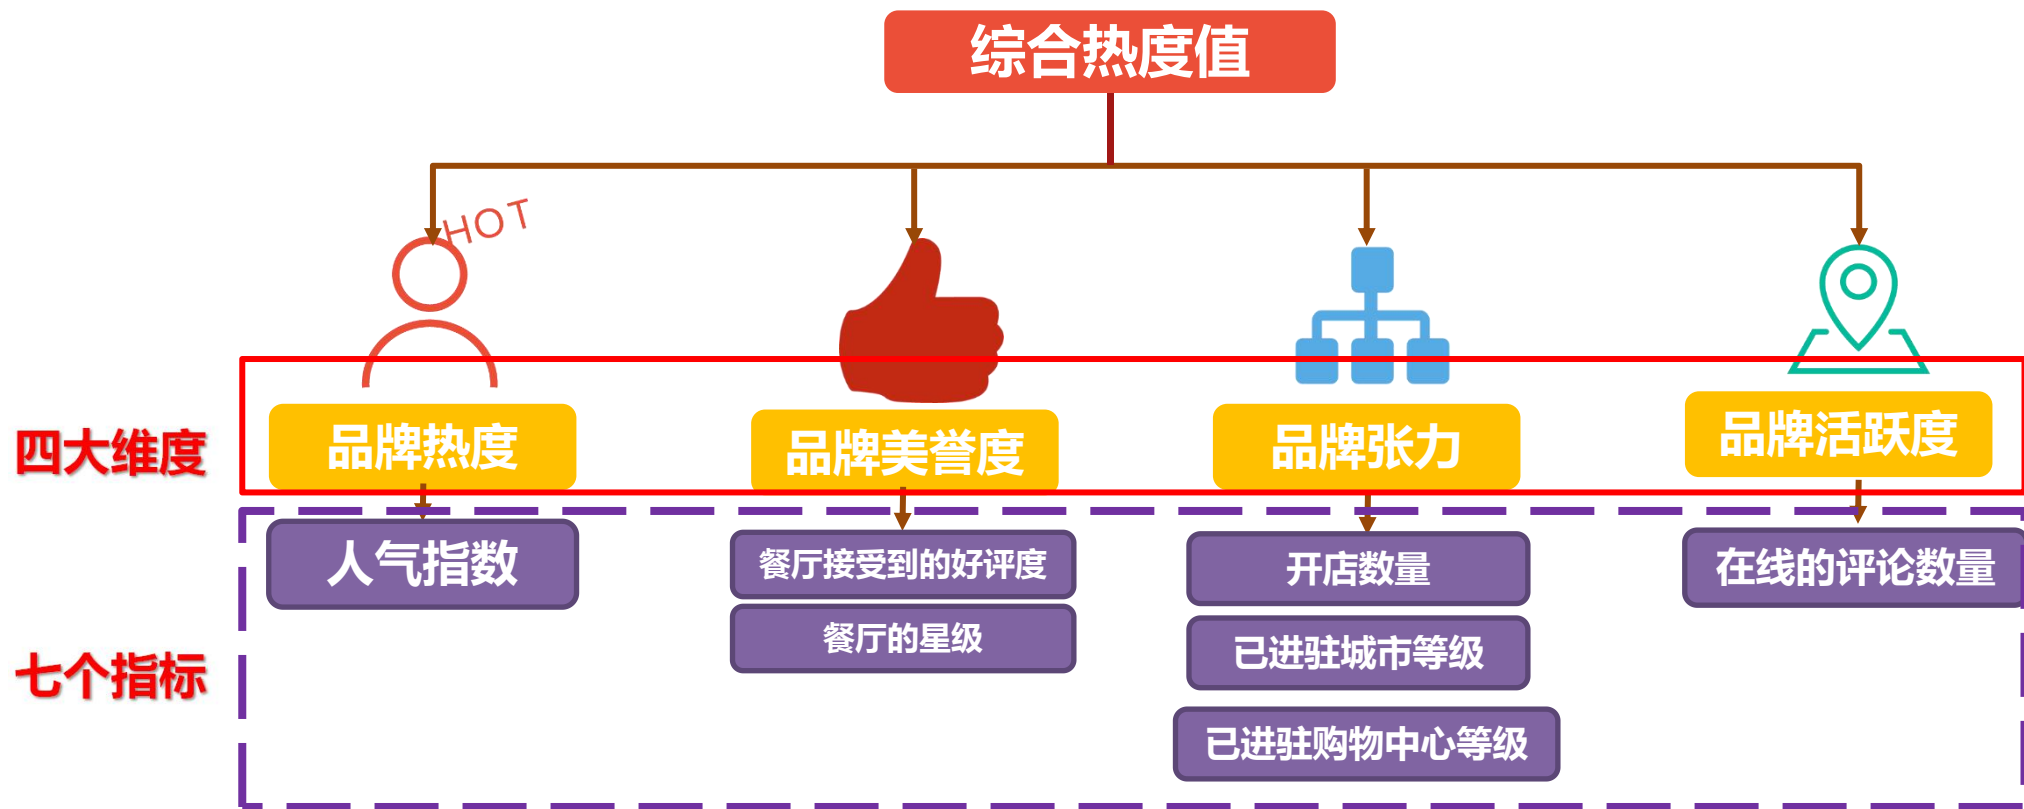 综合热度值
HOT
四大维度
品牌热度
品牌美誉度
品牌张力
品牌活跃度
七个指标
人气指数
餐厅接受到的好评度
餐厅的星级
开店数量
已进驻城市等级
已进驻购物中心等级
在线的评论数量